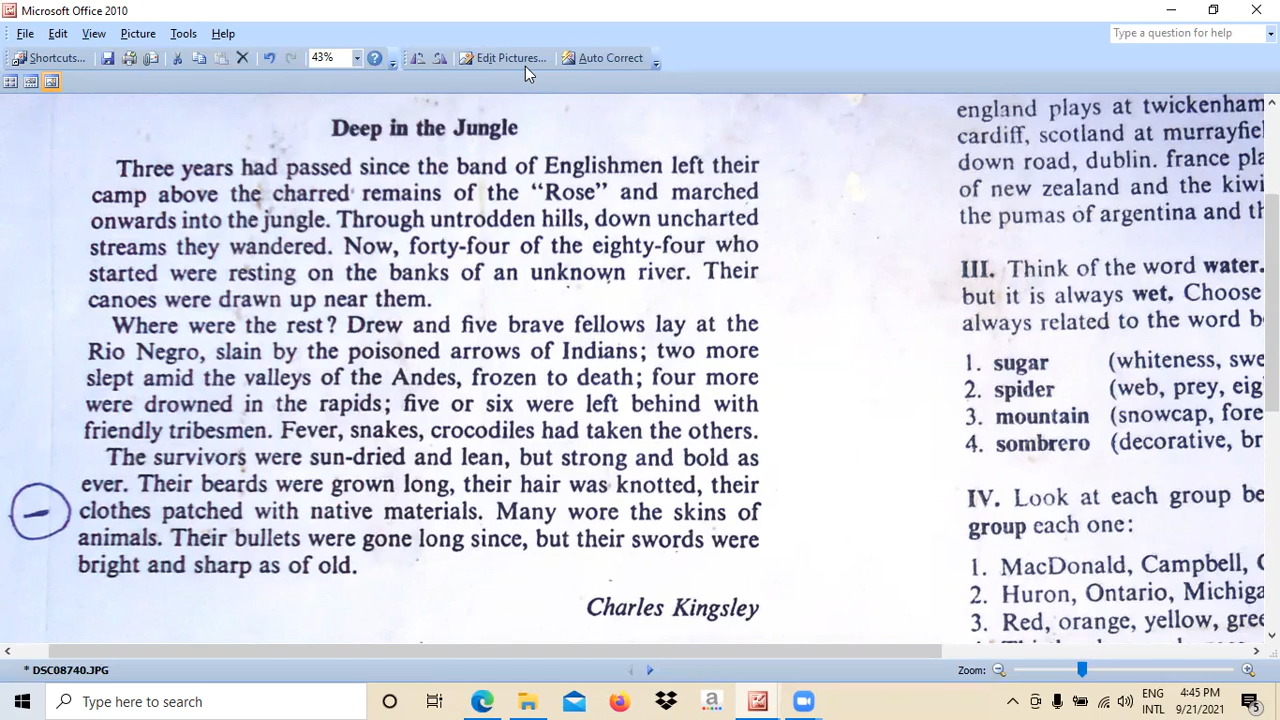 Microsoft Office 2010
File Edit View Picture Tools Help
Type a question for help
Shortcuts... 43% Edit Pictures... Auto Correct
Deep in the Jungle
Three years had passed since the band of Englishmen left their
camp above the charred remains of the "Rose" and marched
onwards into the jungle. Through untrodden hills, down uncharted
streams they wandered. Now, forty-four of the eighty-four who
started were resting on the banks of an unknown river. Their
canoes were drawn up near them.
Where were the rest? Drew and five brave fellows lay at the
Rio Negro, slain by the poisoned arrows of Indians; two more
slept amid the valleys of the Andes, frozen to death; four more
were drowned in the rapids; five or six were left behind with
friendly tribesmen. Fever, snakes, crocodiles had taken the others.
The survivors were sun-dried and lean, but strong and bold as
ever. Their beards were grown long, their hair was knotted, their
clothes patched with native materials. Many wore the skins of
animals. Their bullets were gone long since, but their swords were
bright and sharp as of old.
Charles Kingsley
england plays at twickenham
cardiff, scotland at murrayfie
down road, dublin. france pla
of new zealand and the kiwi
the pumas of argentina and th
III. Think of the word water.
but it is always wet. Choose
always related to the word b
1. sugar (whiteness, swe
2. spider (web, prey, eig
3. mountain (snowcap, fore
4. sombrero (decorative, br
IV. Look at each group be
group each one:
1. MacDonald, Campbell, C
2. Huron, Ontario, Michiga
3. Red, orange, yellow, gree
* DSC08740.JPG
Zoom:
Type here to search
ENG
INTL
4:45 PM
9/21/2021
5